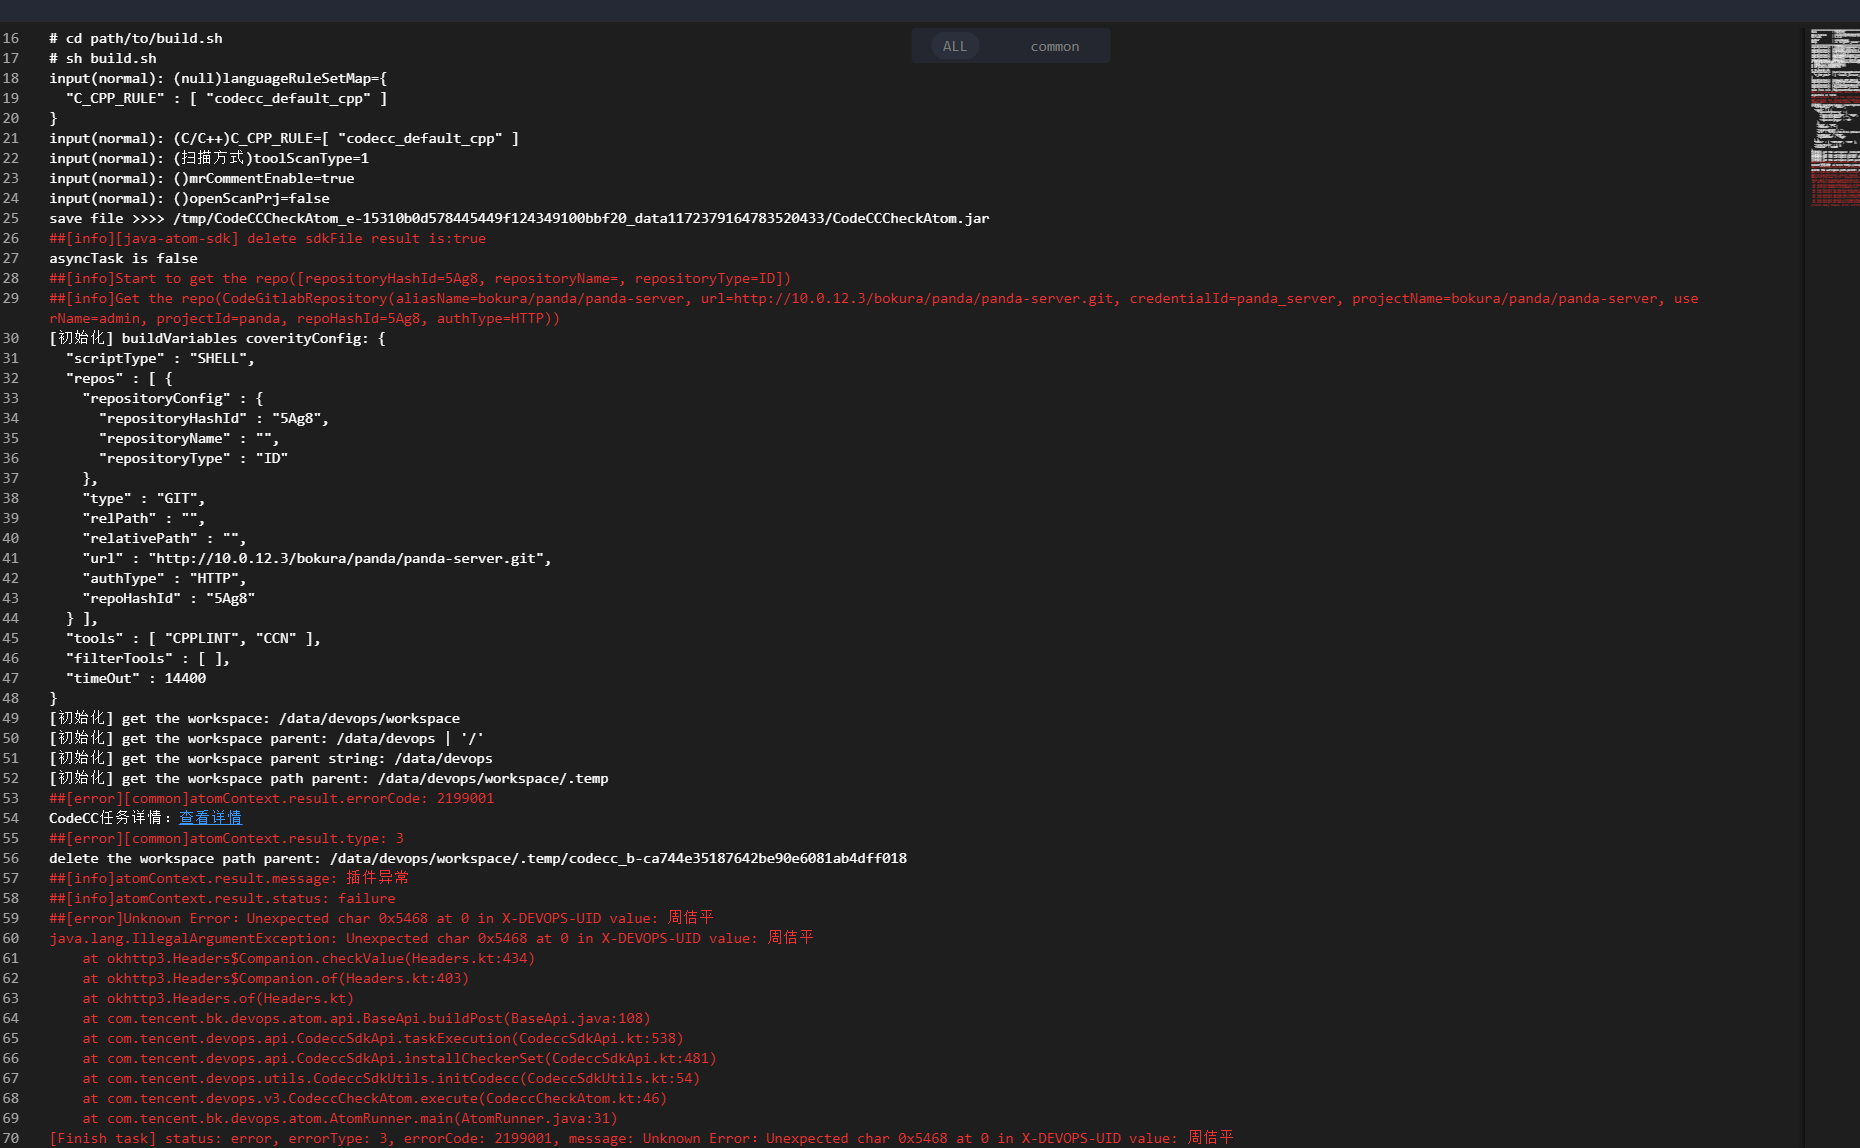 ALL common
16 # cd path/to/build.sh
17 # sh build.sh
18 input(normal): (null)languageRuleSetMap={
19 "C_CPP_RULE" : [ "codecc_default_cpp" ]
20 }
21 input(normal): (C/C++)C_CPP_RULE=[ "codecc_default_cpp" ]
22 input(normal): (扫描方式)toolScanType=1
23 input(normal): ()mrCommentEnable=true
24 input(normal): ()openScanPrj=false
25 save file >>>> /tmp/CodeCCCheckAtom_e-15310b0d578445449f124349100bbf20_data1172379164783520433/CodeCCCheckAtom.jar
26 ##[info][java-atom-sdk] delete sdkFile result is:true
27 asyncTask is false
28 ##[info]Start to get the repo([repositoryHashId=5Ag8, repositoryName=, repositoryType=ID])
29 ##[info]Get the repo(CodeGitlabRepository(aliasName=bokura/panda/panda-server, url=http://10.0.12.3/bokura/panda/panda-server.git, credentialId=panda_server, projectName=bokura/panda/panda-server, use
rName=admin, projectId=panda, repoHashId=5Ag8, authType=HTTP))
30 [初始化] buildVariables coverityConfig: {
31 "scriptType" : "SHELL",
32 "repos" : [ {
33 "repositoryConfig" : {
34 "repositoryHashId" : "5Ag8",
35 "repositoryName" : "",
36 "repositoryType" : "ID"
37 },
38 "type" : "GIT",
39 "relPath" : "",
40 "relativePath" : "",
41 "url" : "http://10.0.12.3/bokura/panda/panda-server.git",
42 "authType" : "HTTP",
43 "repoHashId" : "5Ag8"
44 } ],
45 "tools" : [ "CPPLINT", "CCN" ],
46 "filterTools" : [ ],
47 "timeOut" : 14400
48 }
49 [初始化] get the workspace: /data/devops/workspace
50 [初始化] get the workspace parent: /data/devops | '/'
51 [初始化] get the workspace parent string: /data/devops
52 [初始化] get the workspace path parent: /data/devops/workspace/.temp
53 ##[error][common]atomContext.result.errorCode: 2199001
54 CodeCC任务详情: 查看详情
55 ##[error][common]atomContext.result.type: 3
56 delete the workspace path parent: /data/devops/workspace/.temp/codecc_b-ca744e35187642be90e6081ab4dff018
57 ##[info]atomContext.result.message: 插件异常
58 ##[info]atomContext.result.status: failure
59 ##[error]Unknown Error：Unexpected char 0x5468 at 0 in X-DEVOPS-UID value: 周佶平
60 java.lang.IllegalArgumentException: Unexpected char 0x5468 at 0 in X-DEVOPS-UID value: 周佶平
61 at okhttp3.Headers$Companion.checkValue(Headers.kt:434)
62 at okhttp3.Headers$Companion.of(Headers.kt:403)
63 at okhttp3.Headers.of(Headers.kt)
64 at com.tencent.bk.devops.atom.api.BaseApi.buildPost(BaseApi.java:108)
65 at com.tencent.devops.api.CodeccSdkApi.taskExecution(CodeccSdkApi.kt:538)
66 at com.tencent.devops.api.CodeccSdkApi.installCheckerSet(CodeccSdkApi.kt:481)
67 at com.tencent.devops.utils.CodeccSdkUtils.initCodecc(CodeccSdkUtils.kt:54)
68 at com.tencent.devops.v3.CodeccCheckAtom.execute(CodeccCheckAtom.kt:46)
69 at com.tencent.bk.devops.atom.AtomRunner.main(AtomRunner.java:31)
70 [Finish task] status: error, errorType: 3, errorCode: 2199001, message: Unknown Error：Unexpected char 0x5468 at 0 in X-DEVOPS-UID value: 周佶平